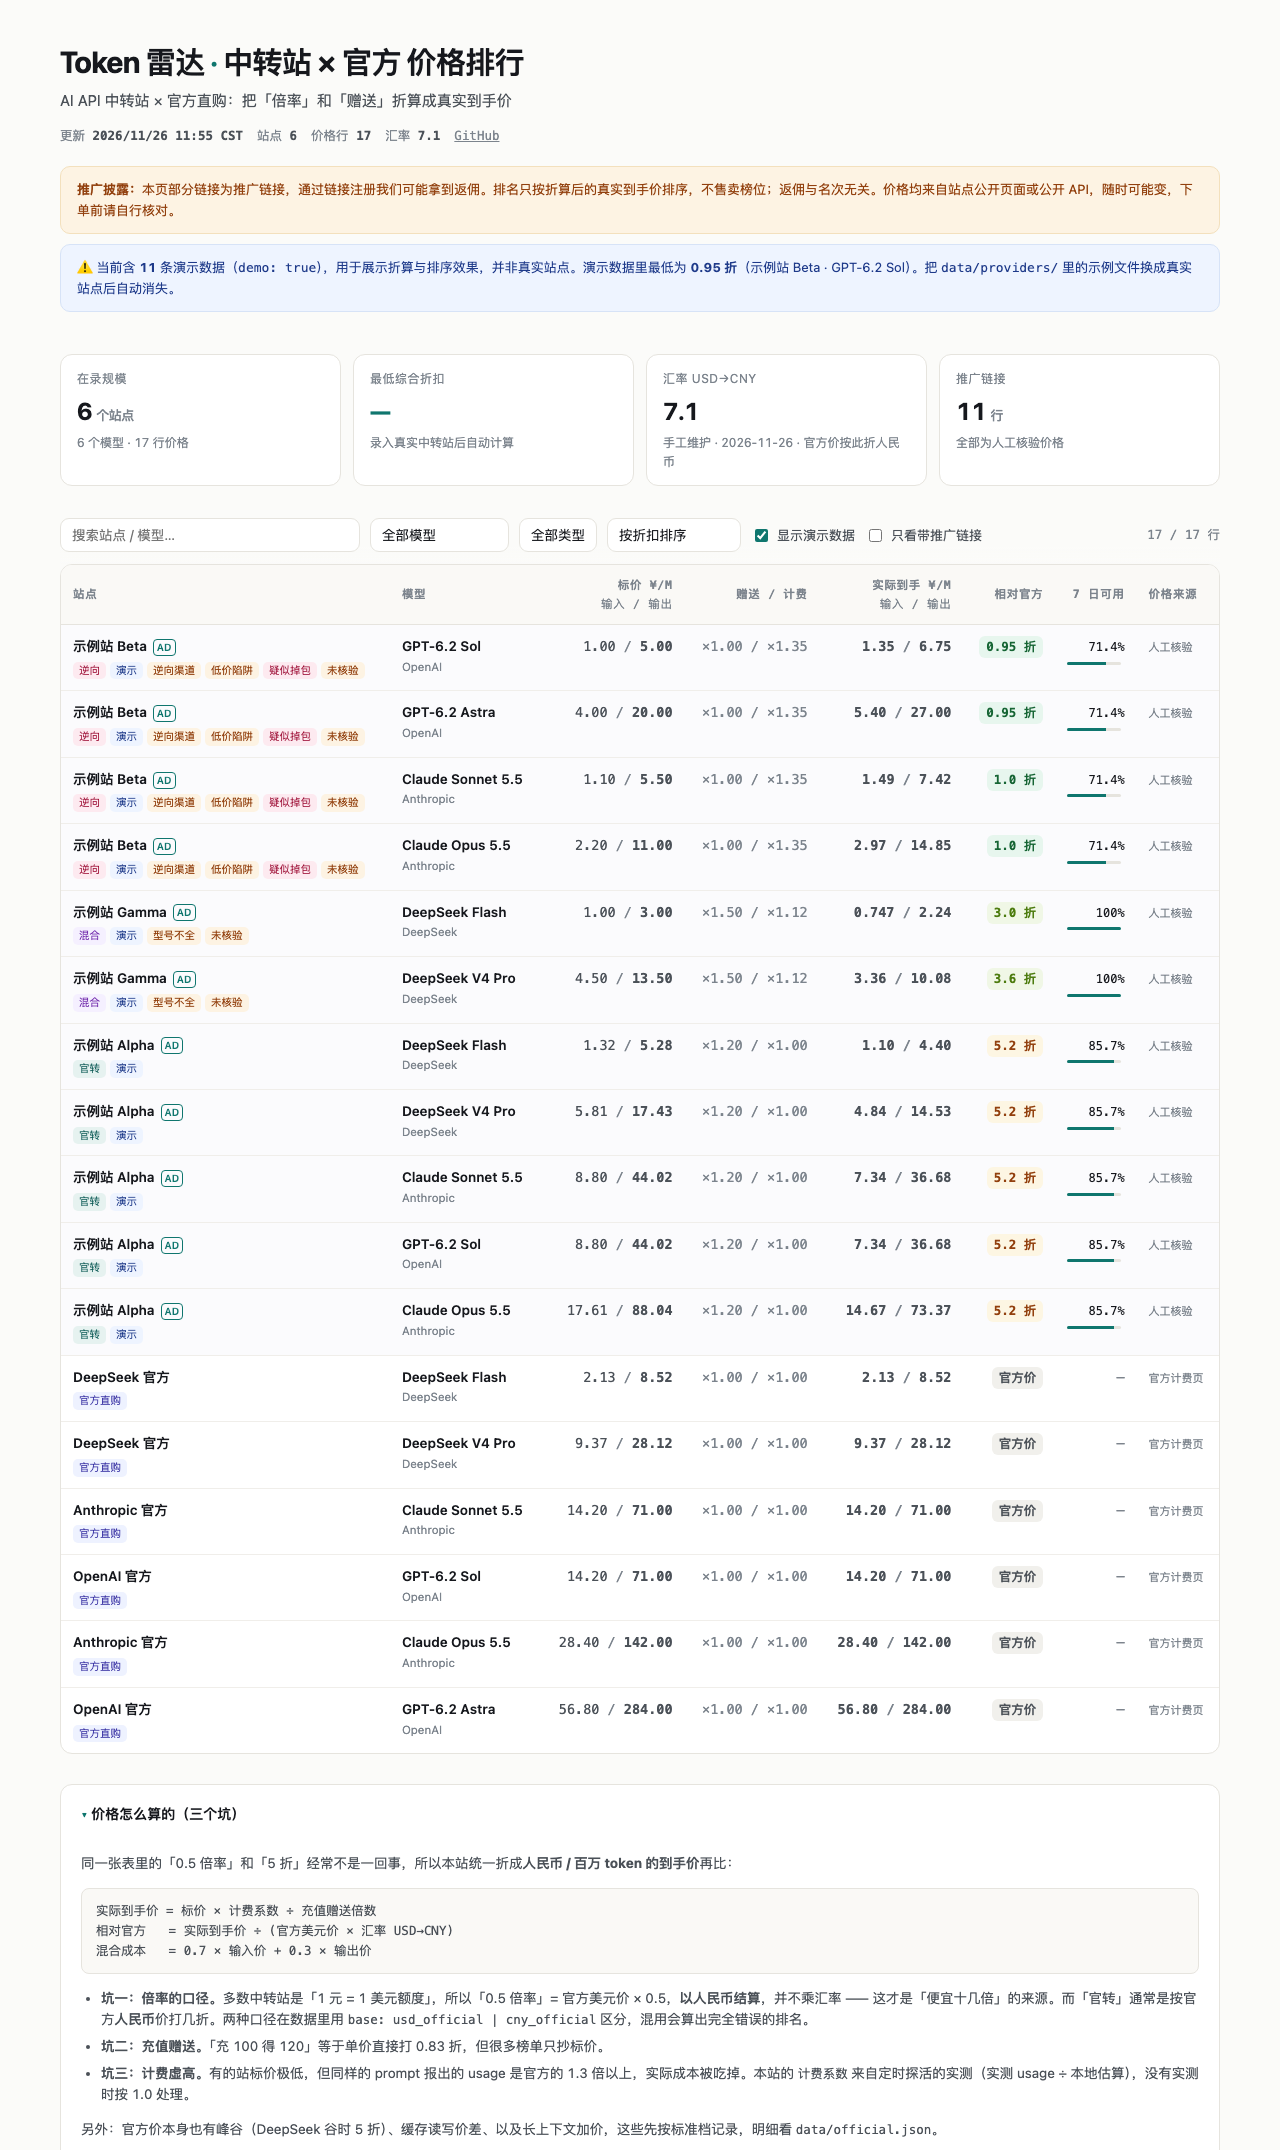 Token 雷达 · 中转站 × 官方 价格排行
AI API 中转站 × 官方直购：把「倍率」和「赠送」折算成真实到手价
更新 2026/11/26 11:55 CST 站点 6 价格行 17 汇率 7.1 GitHub
推广披露：本页部分链接为推广链接，通过链接注册我们可能拿到返佣。排名只按折算后的真实到手价排序，不售卖榜位；返佣与名次无关。价格均来自站点公开页面或公开 API，随时可能变，下
单前请自行核对。
⚠️ 当前含 11 条演示数据（demo: true），用于展示折算与排序效果，并非真实站点。演示数据里最低为 0.95 折（示例站 Beta · GPT-6.2 Sol）。把 data/providers/ 里的示例文件换成真实
站点后自动消失。
在录规模
6 个站点
6 个模型 · 17 行价格
最低综合折扣
—
录入真实中转站后自动计算
汇率 USD→CNY
7.1
手工维护 · 2026-11-26 · 官方价按此折人民
币
推广链接
11 行
全部为人工核验价格
搜索站点 / 模型… 全部模型 全部类型 按折扣排序 显示演示数据 只看带推广链接 17 / 17 行
站点 模型 标价 ¥/M 赠送 / 计费 实际到手 ¥/M 相对官方 7 日可用 价格来源
输入 / 输出 输入 / 输出
示例站 Beta AD GPT-6.2 Sol 1.00 / 5.00 ×1.00 / ×1.35 1.35 / 6.75 0.95 折 71.4% 人工核验
逆向 演示 逆向渠道 低价陷阱 疑似掉包 未核验 OpenAI
示例站 Beta AD GPT-6.2 Astra 4.00 / 20.00 ×1.00 / ×1.35 5.40 / 27.00 0.95 折 71.4% 人工核验
逆向 演示 逆向渠道 低价陷阱 疑似掉包 未核验 OpenAI
示例站 Beta AD Claude Sonnet 5.5 1.10 / 5.50 ×1.00 / ×1.35 1.49 / 7.42 1.0 折 71.4% 人工核验
逆向 演示 逆向渠道 低价陷阱 疑似掉包 未核验 Anthropic
示例站 Beta AD Claude Opus 5.5 2.20 / 11.00 ×1.00 / ×1.35 2.97 / 14.85 1.0 折 71.4% 人工核验
逆向 演示 逆向渠道 低价陷阱 疑似掉包 未核验 Anthropic
示例站 Gamma AD DeepSeek Flash 1.00 / 3.00 ×1.50 / ×1.12 0.747 / 2.24 3.0 折 100% 人工核验
混合 演示 型号不全 未核验 DeepSeek
示例站 Gamma AD DeepSeek V4 Pro 4.50 / 13.50 ×1.50 / ×1.12 3.36 / 10.08 3.6 折 100% 人工核验
混合 演示 型号不全 未核验 DeepSeek
示例站 Alpha AD DeepSeek Flash 1.32 / 5.28 ×1.20 / ×1.00 1.10 / 4.40 5.2 折 85.7% 人工核验
官转 演示 DeepSeek
示例站 Alpha AD DeepSeek V4 Pro 5.81 / 17.43 ×1.20 / ×1.00 4.84 / 14.53 5.2 折 85.7% 人工核验
官转 演示 DeepSeek
示例站 Alpha AD Claude Sonnet 5.5 8.80 / 44.02 ×1.20 / ×1.00 7.34 / 36.68 5.2 折 85.7% 人工核验
官转 演示 Anthropic
示例站 Alpha AD GPT-6.2 Sol 8.80 / 44.02 ×1.20 / ×1.00 7.34 / 36.68 5.2 折 85.7% 人工核验
官转 演示 OpenAI
示例站 Alpha AD Claude Opus 5.5 17.61 / 88.04 ×1.20 / ×1.00 14.67 / 73.37 5.2 折 85.7% 人工核验
官转 演示 Anthropic
DeepSeek 官方 DeepSeek Flash 2.13 / 8.52 ×1.00 / ×1.00 2.13 / 8.52 官方价 — 官方计费页
官方直购 DeepSeek
DeepSeek 官方 DeepSeek V4 Pro 9.37 / 28.12 ×1.00 / ×1.00 9.37 / 28.12 官方价 — 官方计费页
官方直购 DeepSeek
Anthropic 官方 Claude Sonnet 5.5 14.20 / 71.00 ×1.00 / ×1.00 14.20 / 71.00 官方价 — 官方计费页
官方直购 Anthropic
OpenAI 官方 GPT-6.2 Sol 14.20 / 71.00 ×1.00 / ×1.00 14.20 / 71.00 官方价 — 官方计费页
官方直购 OpenAI
Anthropic 官方 Claude Opus 5.5 28.40 / 142.00 ×1.00 / ×1.00 28.40 / 142.00 官方价 — 官方计费页
官方直购 Anthropic
OpenAI 官方 GPT-6.2 Astra 56.80 / 284.00 ×1.00 / ×1.00 56.80 / 284.00 官方价 — 官方计费页
官方直购 OpenAI
▾ 价格怎么算的（三个坑）
同一张表里的「0.5 倍率」和「5 折」经常不是一回事，所以本站统一折成人民币 / 百万 token 的到手价再比：
实际到手价 = 标价 × 计费系数 ÷ 充值赠送倍数
相对官方 = 实际到手价 ÷ (官方美元价 × 汇率 USD→CNY)
混合成本 = 0.7 × 输入价 + 0.3 × 输出价
• 坑一：倍率的口径。多数中转站是「1 元 = 1 美元额度」，所以「0.5 倍率」= 官方美元价 × 0.5，以人民币结算，并不乘汇率 —— 这才是「便宜十几倍」的来源。而「官转」通常是按官
方人民币价打几折。两种口径在数据里用 base: usd_official | cny_official 区分，混用会算出完全错误的排名。
• 坑二：充值赠送。「充 100 得 120」等于单价直接打 0.83 折，但很多榜单只抄标价。
• 坑三：计费虚高。有的站标价极低，但同样的 prompt 报出的 usage 是官方的 1.3 倍以上，实际成本被吃掉。本站的 计费系数 来自定时探活的实测（实测 usage ÷ 本地估算），没有实测
时按 1.0 处理。
另外：官方价本身也有峰谷（DeepSeek 谷时 5 折）、缓存读写价差、以及长上下文加价，这些先按标准档记录，明细看 data/official.json。